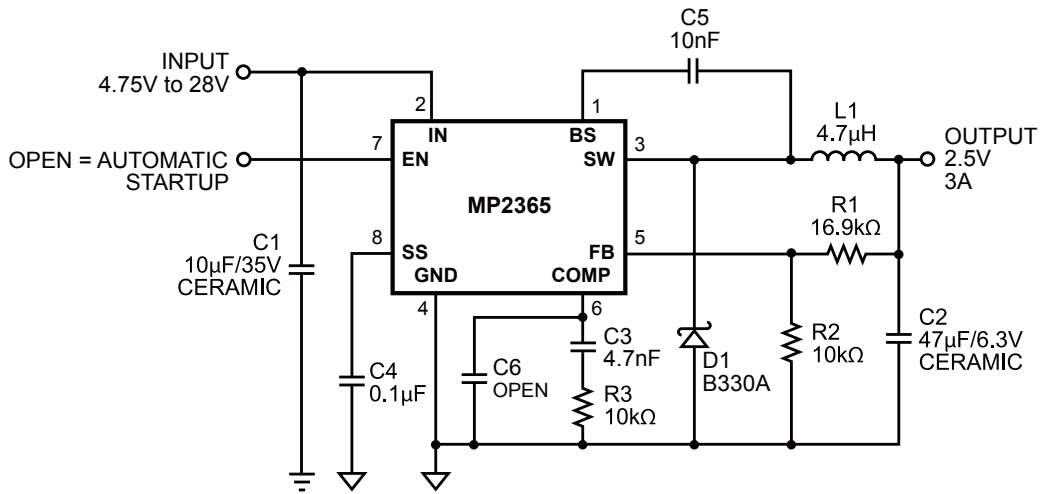 C5
10nF
INPUT
4.75V to 28V
2
1
IN
BS
L1
4.7µH
OUTPUT
2.5V
3A
7
EN
SW
3
OPEN = AUTOMATIC
STARTUP
MP2365
R1
16.9kΩ
8
SS
FB
5
C1
10µF/35V
CERAMIC
GND
COMP
4
6
C3
4.7nF
C6
OPEN
C4
0.1µF
R3
10kΩ
D1
B330A
R2
10kΩ
C2
47µF/6.3V
CERAMIC